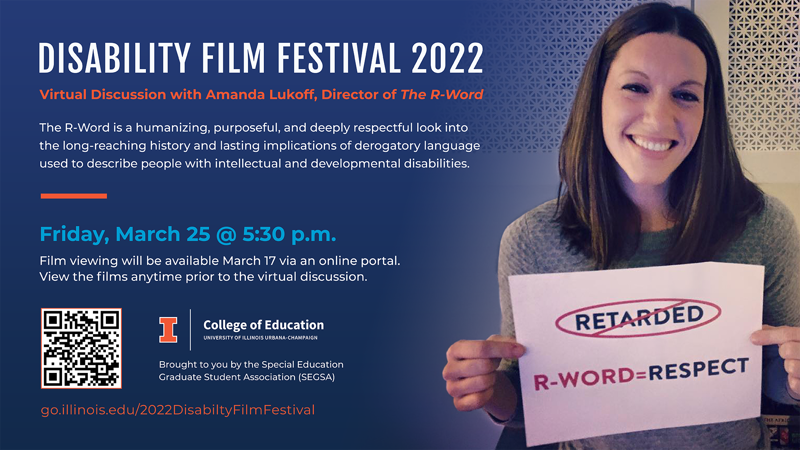 DISABILITY FILM FESTIVAL 2022
Virtual Discussion with Amanda Lukoff, Director of The R-Word
The R-Word is a humanizing, purposeful, and deeply respectful look into
the long-reaching history and lasting implications of derogatory language
used to describe people with intellectual and developmental disabilities.
Friday, March 25 @ 5:30 p.m.
Film viewing will be available March 17 via an online portal.
View the films anytime prior to the virtual discussion.
I
College of Education
UNIVERSITY OF ILLINOIS URBANA-CHAMPAIGN
Brought to you by the Special Education
Graduate Student Association (SEGSA)
go.illinois.edu/2022DisabiltyFilmFestival
RETARDED
R-WORD=RESPECT